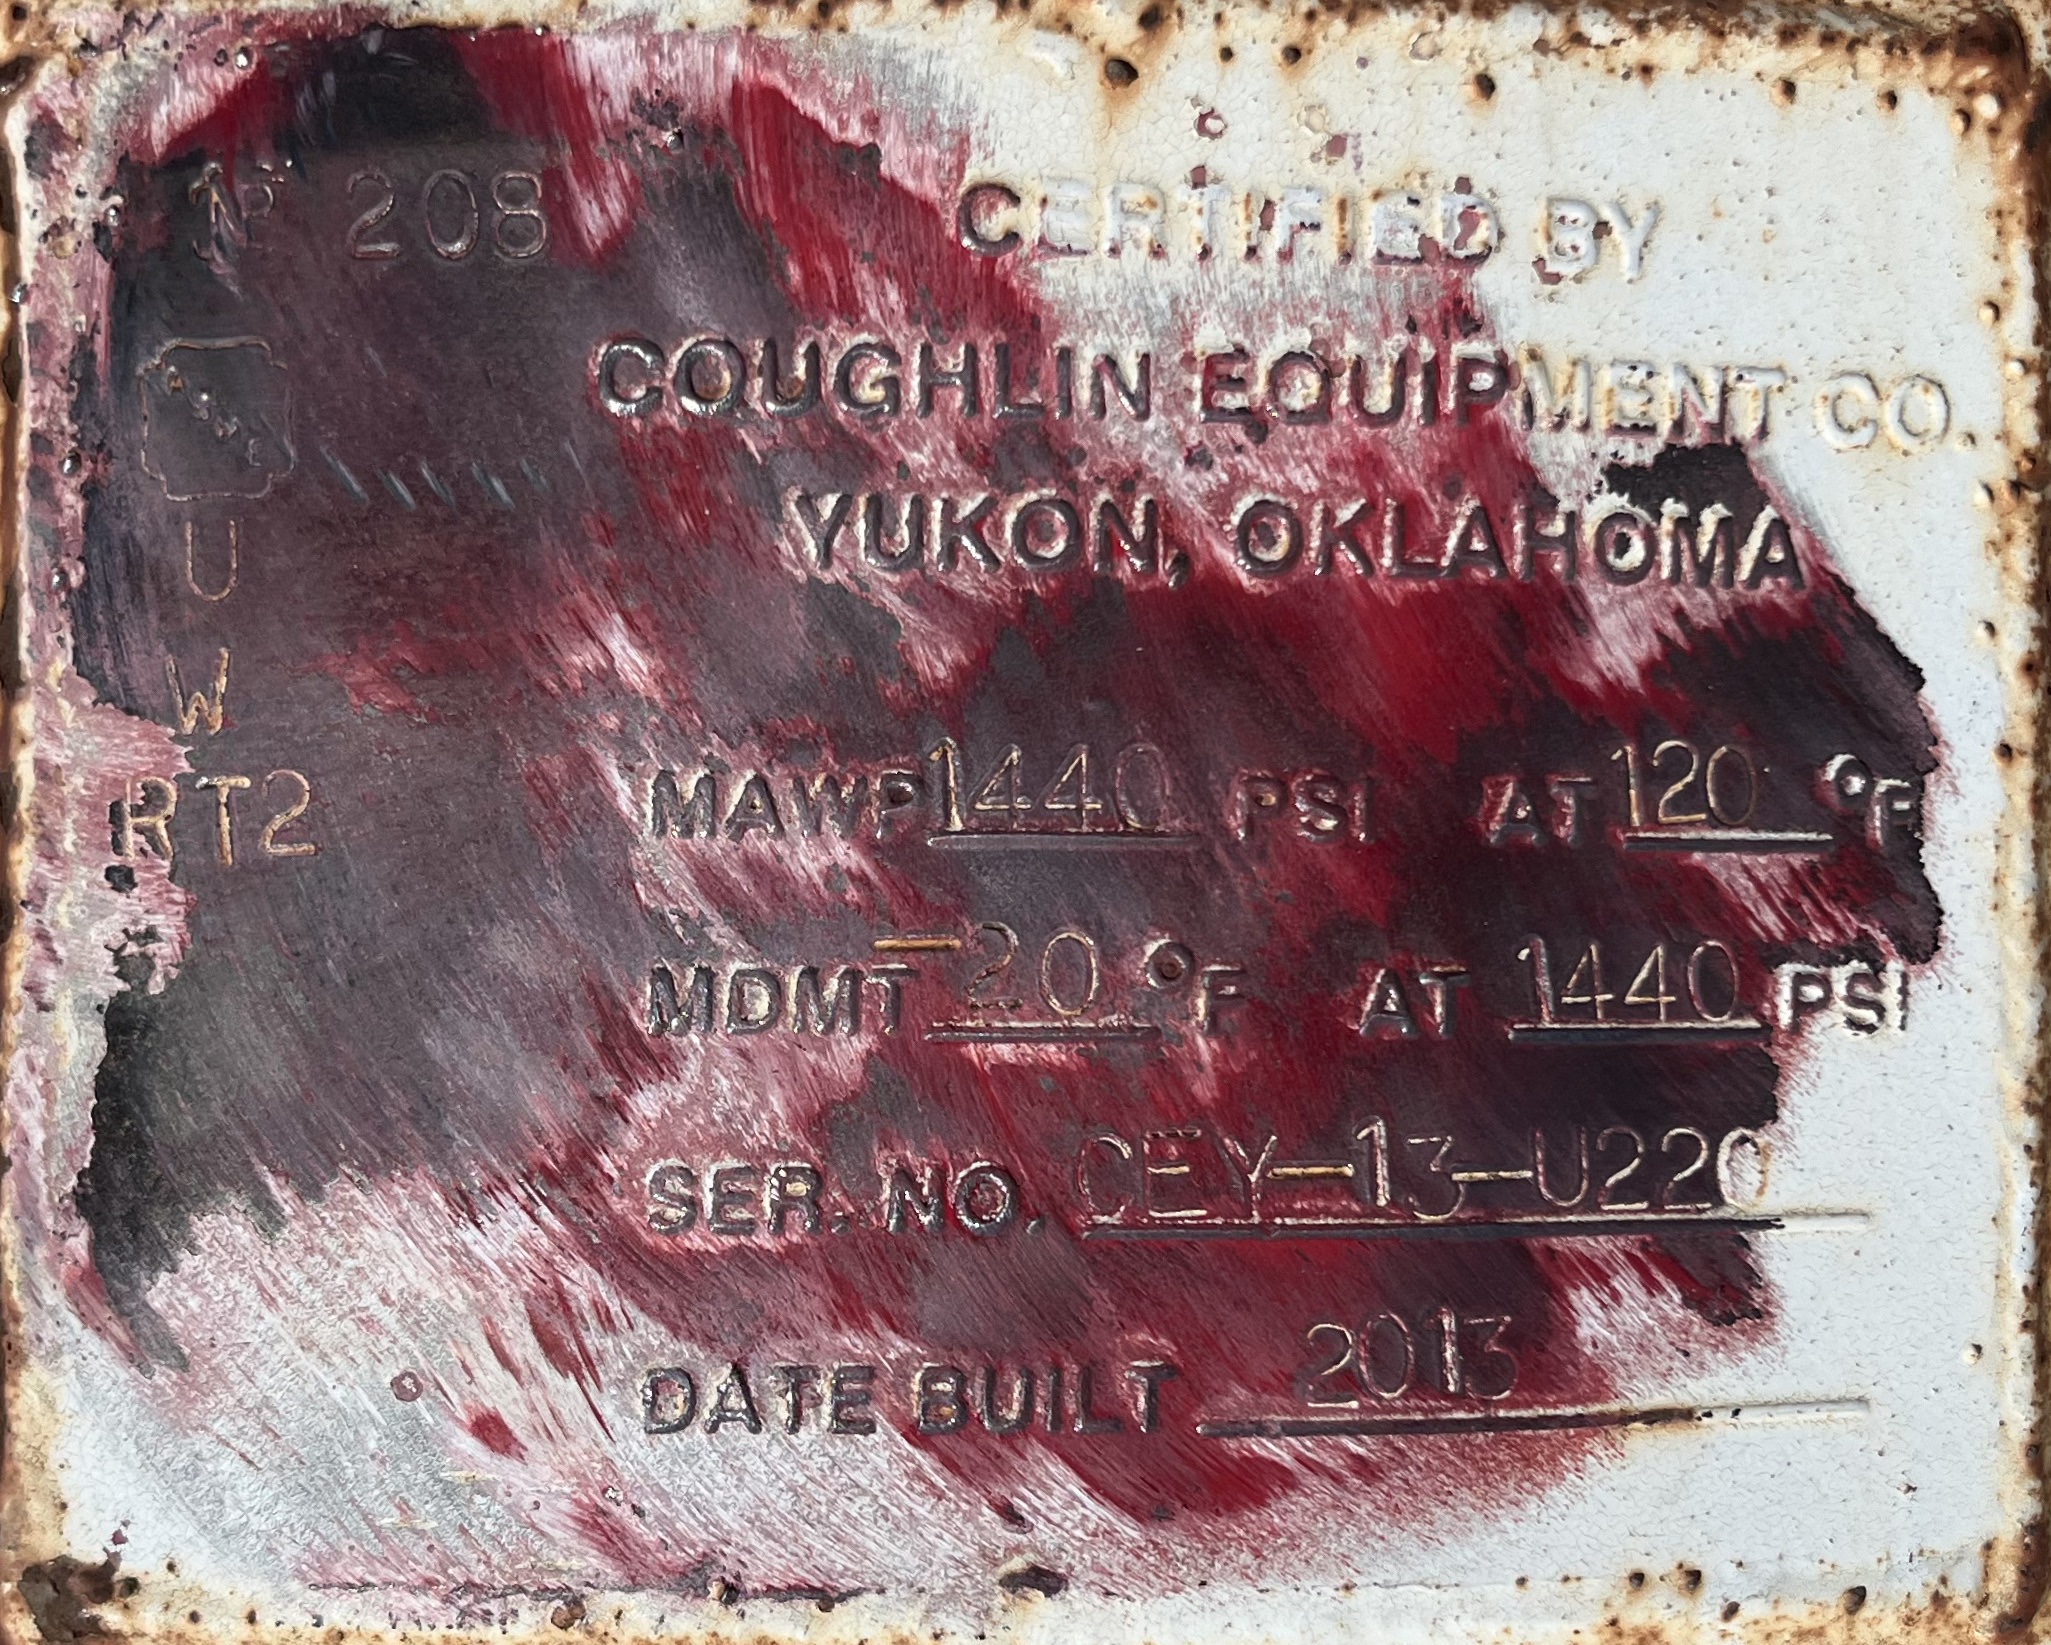 208
CERTIFIED BY
ASME
COUGHLIN EQUIPMENT CO.
U
YUKON, OKLAHOMA
W
RT2
MAWP 1440 PSI AT 120 °F
MDMT -20 °F AT 1440 PSI
SER. NO. CEY-13-U220
DATE BUILT 2013